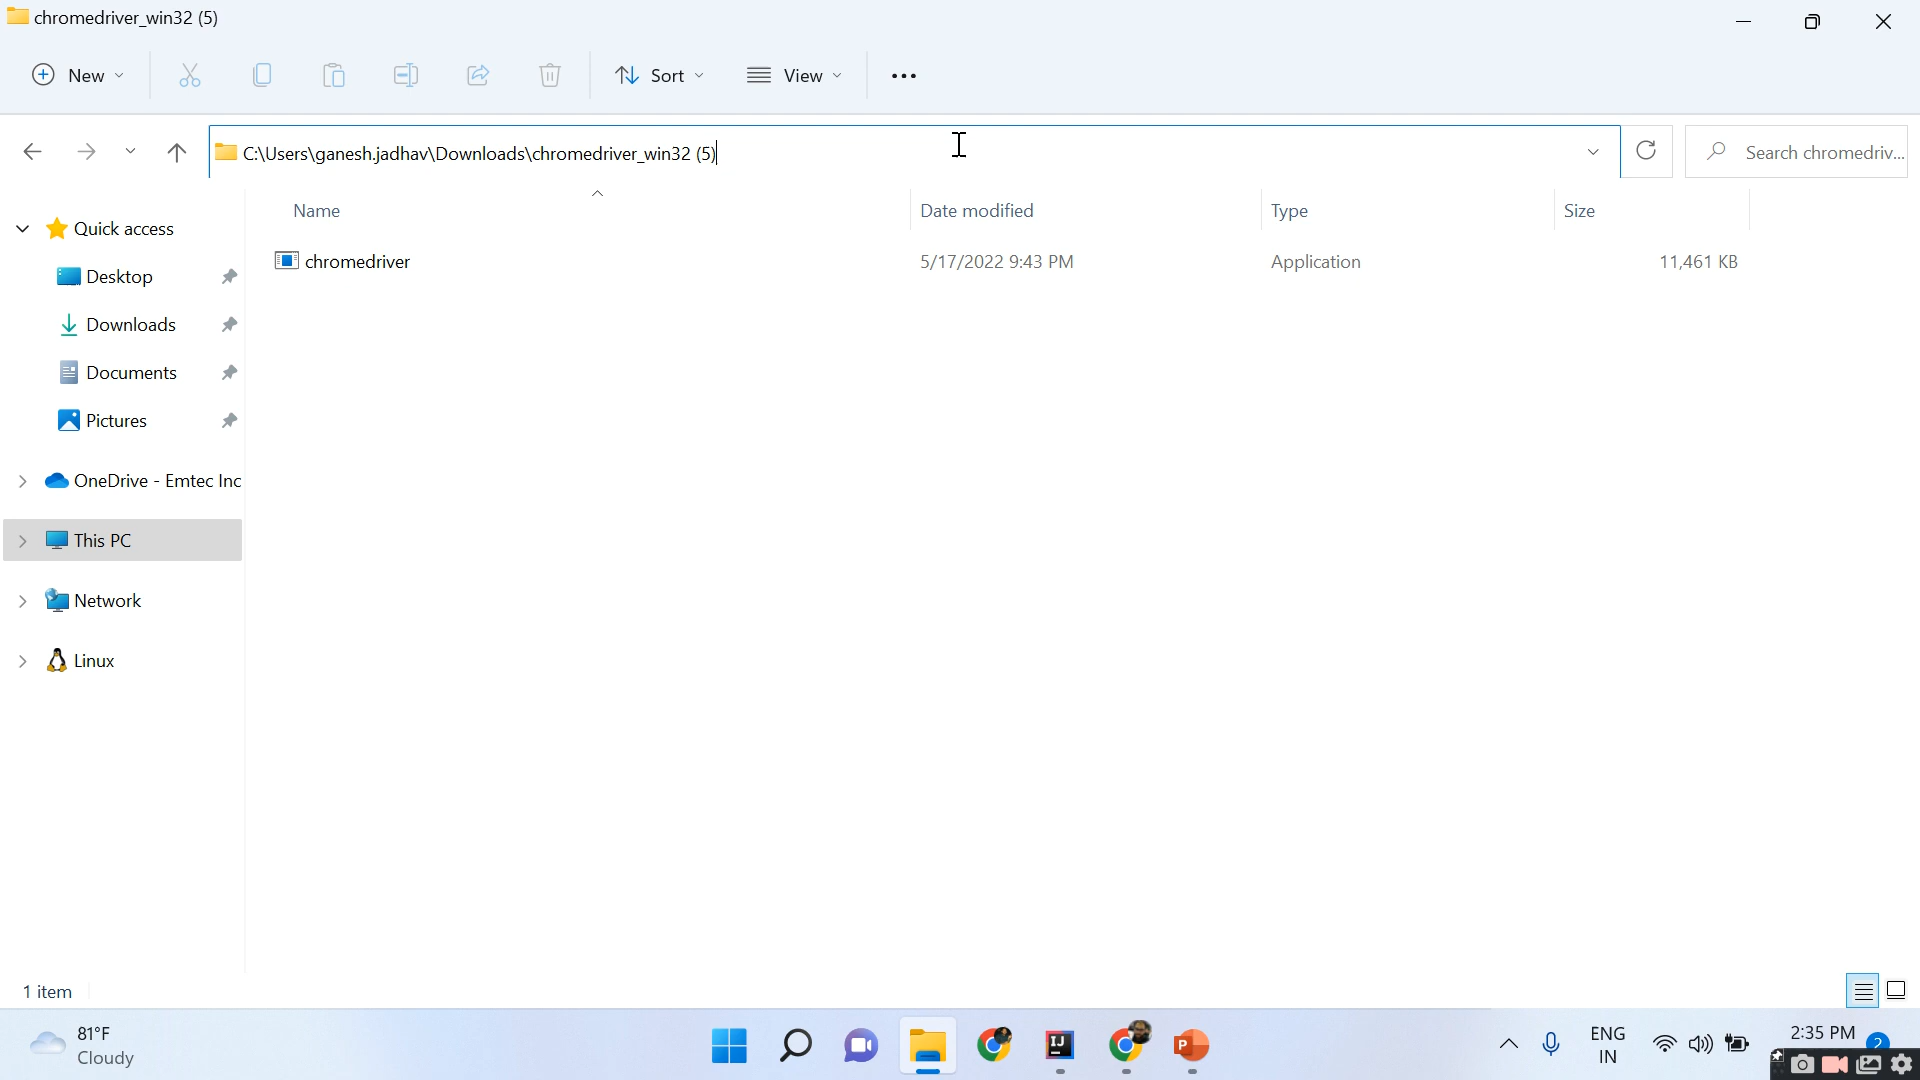 chromedriver_win32 (5)
New
Sort
View
C:\Users\ganesh.jadhav\Downloads\chromedriver_win32 (5)
Search chromedriv...
Name
Date modified
Type
Size
chromedriver
5/17/2022 9:43 PM
Application
11,461 KB
Quick access
Desktop
Downloads
Documents
Pictures
OneDrive - Emtec Inc
This PC
Network
Linux
1 item
81°F
Cloudy
IJ
P
ENG
IN
2:35 PM
2